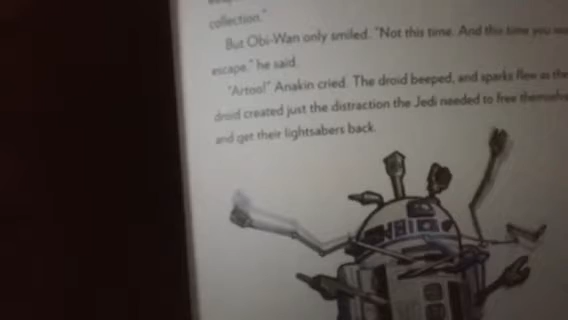 collection."
But Obi-Wan only smiled. "Not this time. And this time you
escape," he said.
"Artoo!" Anakin cried. The droid beeped, and sparks flew as the
droid created just the distraction the Jedi needed to free themselve
and get their lightsabers back.